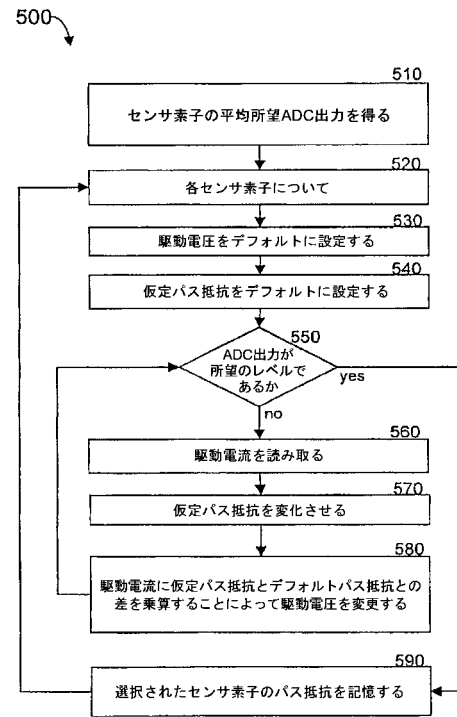 500
510
センサ素子の平均所望ADC出力を得る
520
各センサ素子について
530
駆動電圧をデフォルトに設定する
540
仮定パス抵抗をデフォルトに設定する
550
ADC出力が
所望のレベルで
あるか
yes
no
560
駆動電流を読み取る
570
仮定パス抵抗を変化させる
580
駆動電流に仮定パス抵抗とデフォルトパス抵抗との
差を乗算することによって駆動電圧を変更する
590
選択されたセンサ素子のパス抵抗を記憶する